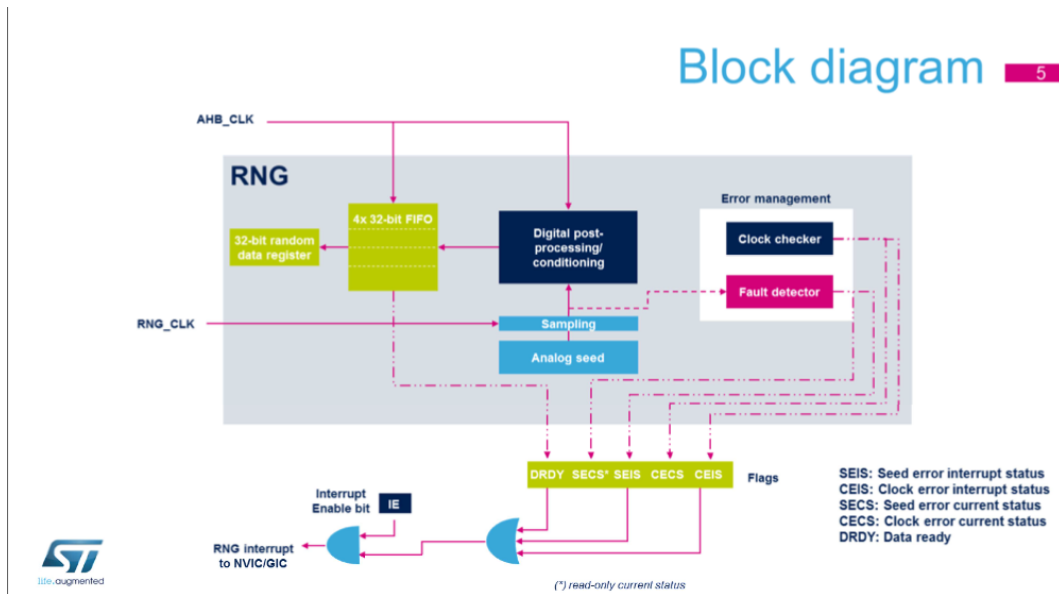 Block diagram
5
AHB_CLK
RNG
Error management
4x 32-bit FIFO
32-bit random
data register
Digital post-
processing/
conditioning
Clock checker
Fault detector
RNG_CLK
Sampling
Analog seed
DRDY SECS* SEIS CECS CEIS
Flags
SEIS: Seed error interrupt status
CEIS: Clock error interrupt status
SECS: Seed error current status
CECS: Clock error current status
DRDY: Data ready
Interrupt
Enable bit
IE
RNG interrupt
to NVIC/GIC
ST
life.augmented
(*) read-only current status